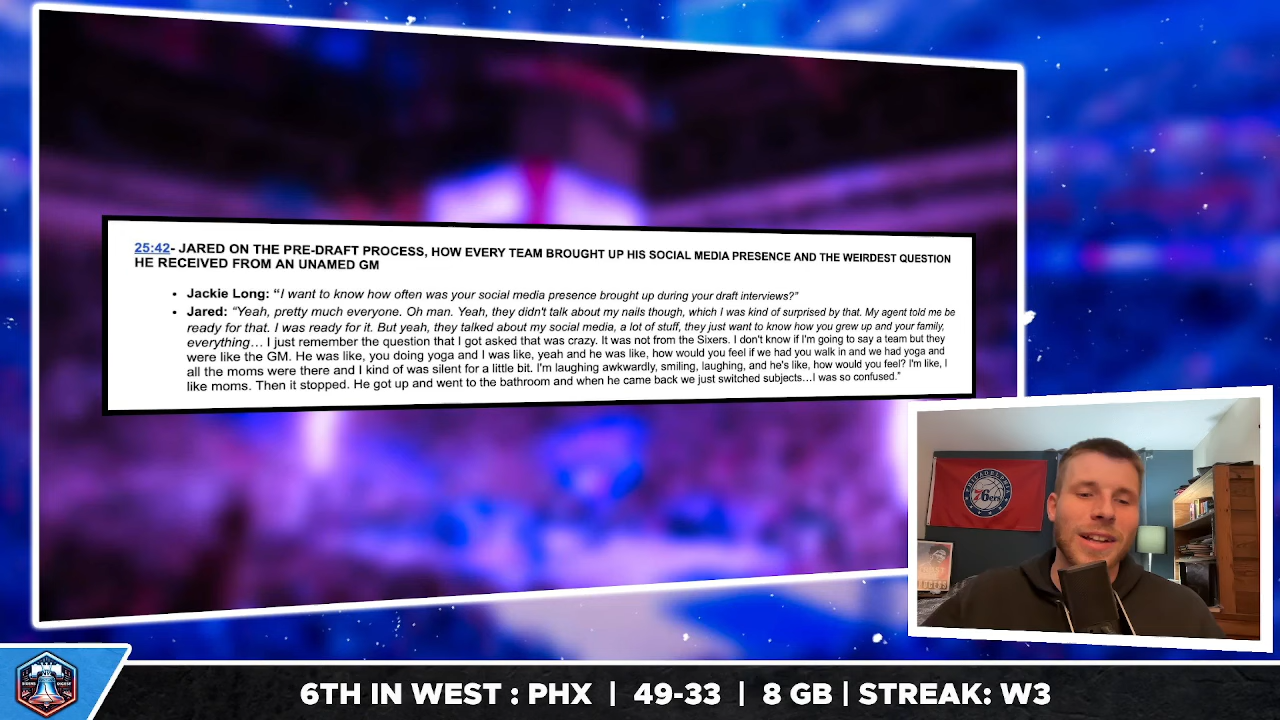 25:42- JARED ON THE PRE-DRAFT PROCESS, HOW EVERY TEAM BROUGHT UP HIS SOCIAL MEDIA PRESENCE AND THE WEIRDEST QUESTION
HE RECEIVED FROM AN UNAMED GM
• Jackie Long: “I want to know how often was your social media presence brought up during your draft interviews?”
• Jared: “Yeah, pretty much everyone. Oh man. Yeah, they didn't talk about my nails though, which I was kind of surprised by that. My agent told me be
ready for that. I was ready for it. But yeah, they talked about my social media, a lot of stuff, they just want to know how you grew up and your family,
everything… I just remember the question that I got asked that was crazy. It was not from the Sixers. I don't know if I'm going to say a team but they
were like the GM. He was like, you doing yoga and I was like, yeah and he was like, how would you feel if we had you walk in and we had yoga and
all the moms were there and I kind of was silent for a little bit. I'm laughing awkwardly, smiling, laughing, and he's like, how would you feel? I'm like, I
like moms. Then it stopped. He got up and went to the bathroom and when he came back we just switched subjects…I was so confused.”
PHILADELPHIA
76ers
6TH IN WEST : PHX | 49-33 | 8 GB | STREAK: W3